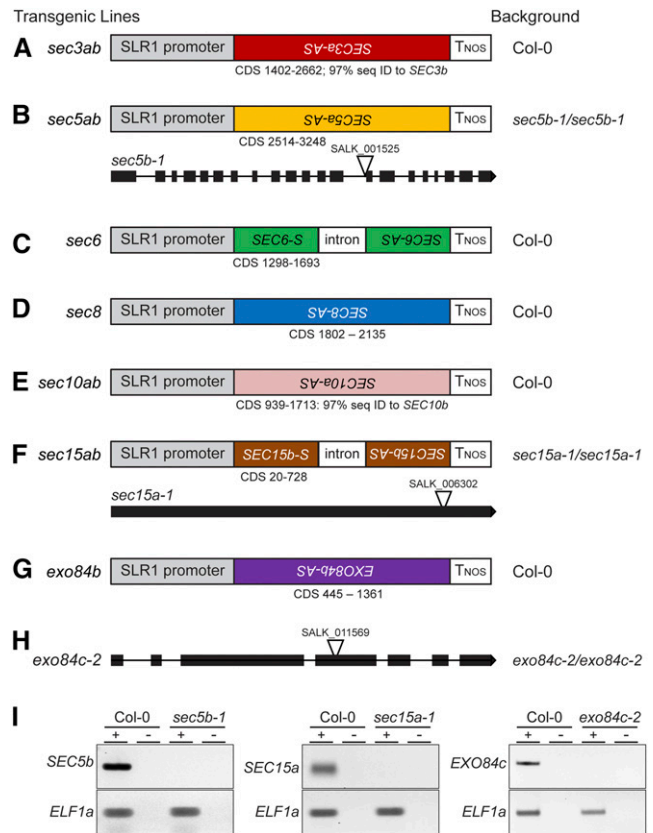 Transgenic Lines Background
A sec3ab SLR1 promoter SEC3a-AS TNOS Col-0
CDS 1402-2662; 97% seq ID to SEC3b
B sec5ab SLR1 promoter SEC5a-AS TNOS sec5b-1/sec5b-1
CDS 2514-3248
SALK_001525
sec5b-1
C sec6 SLR1 promoter SEC6-S intron SEC6-AS TNOS Col-0
CDS 1298-1693
D sec8 SLR1 promoter SEC8-AS TNOS Col-0
CDS 1802 – 2135
E sec10ab SLR1 promoter SEC10a-AS TNOS Col-0
CDS 939-1713: 97% seq ID to SEC10b
F sec15ab SLR1 promoter SEC15b-S intron SEC15b-AS TNOS sec15a-1/sec15a-1
CDS 20-728
SALK_006302
sec15a-1
G exo84b SLR1 promoter EXO84b-AS TNOS Col-0
CDS 445 – 1361
H SALK_011569
exo84c-2 exo84c-2/exo84c-2
I Col-0 sec5b-1 Col-0 sec15a-1 Col-0 exo84c-2
+ - + - + - + - + - + -
SEC5b SEC15a EXO84c
ELF1a ELF1a ELF1a